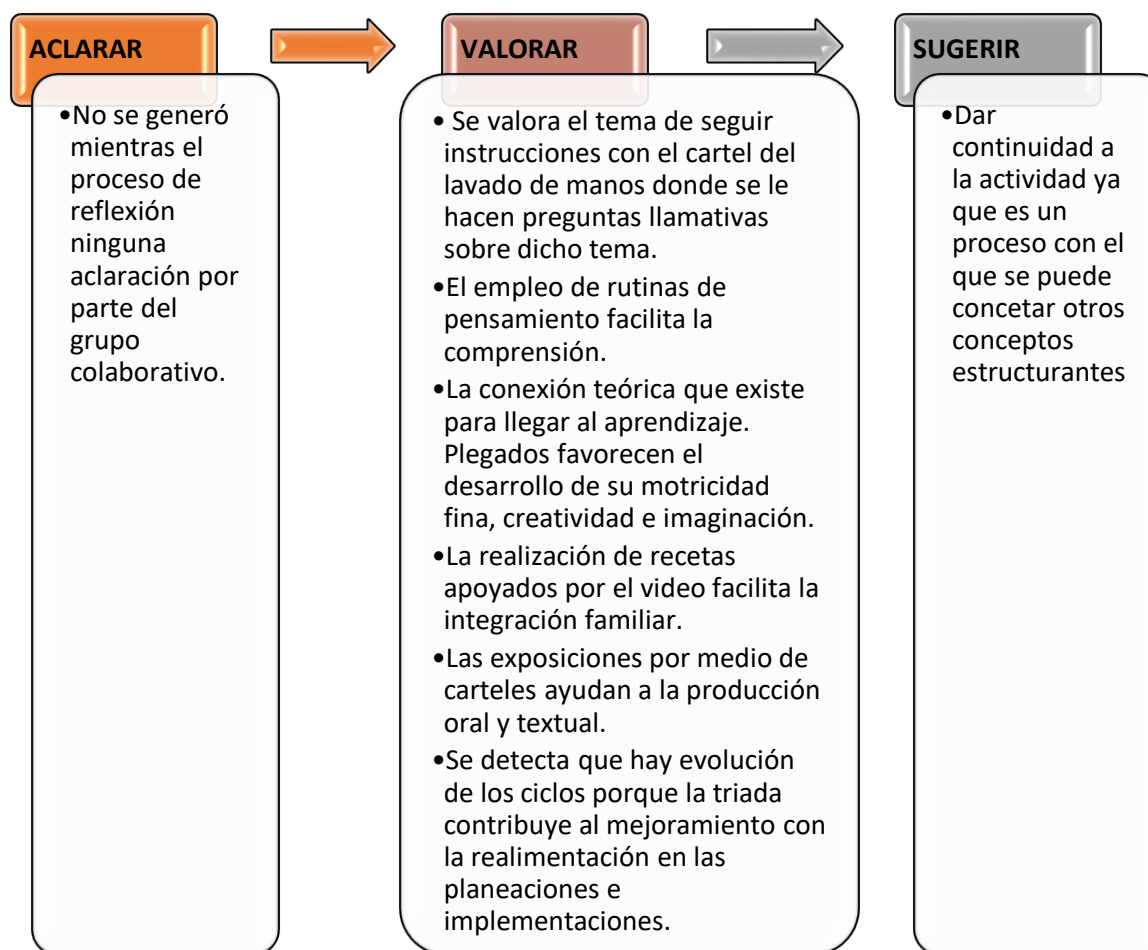 ACLARAR
•No se generó
mientras el
proceso de
reflexión
ninguna
aclaración por
parte del
grupo
colaborativo.
VALORAR
• Se valora el tema de seguir
instrucciones con el cartel del
lavado de manos donde se le
hacen preguntas llamativas
sobre dicho tema.
•El empleo de rutinas de
pensamiento facilita la
comprensión.
•La conexión teórica que existe
para llegar al aprendizaje.
Plegados favorecen el
desarrollo de su motricidad
fina, creatividad e imaginación.
•La realización de recetas
apoyados por el video facilita la
integración familiar.
•Las exposiciones por medio de
carteles ayudan a la producción
oral y textual.
•Se detecta que hay evolución
de los ciclos porque la triada
contribuye al mejoramiento con
la realimentación en las
planeaciones e
implementaciones.
SUGERIR
•Dar
continuidad a
la actividad ya
que es un
proceso con el
que se puede
concetar otros
conceptos
estructurantes